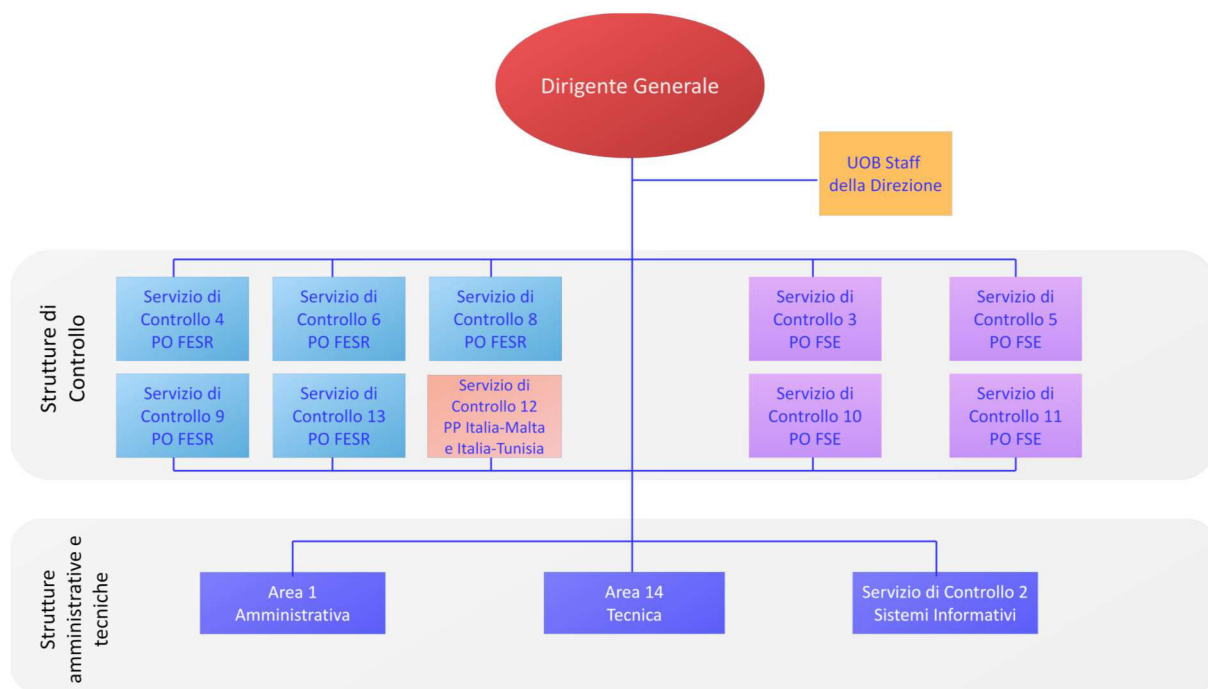 Dirigente Generale
UOB Staff
della Direzione
Strutture di
Controllo
Servizio di
Controllo 4
PO FESR
Servizio di
Controllo 6
PO FESR
Servizio di
Controllo 8
PO FESR
Servizio di
Controllo 3
PO FSE
Servizio di
Controllo 5
PO FSE
Servizio di
Controllo 9
PO FESR
Servizio di
Controllo 13
PO FESR
Servizio di
Controllo 12
PP Italia-Malta
e Italia-Tunisia
Servizio di
Controllo 10
PO FSE
Servizio di
Controllo 11
PO FSE
Strutture
amministrative e
tecniche
Area 1
Amministrativa
Area 14
Tecnica
Servizio di Controllo 2
Sistemi Informativi